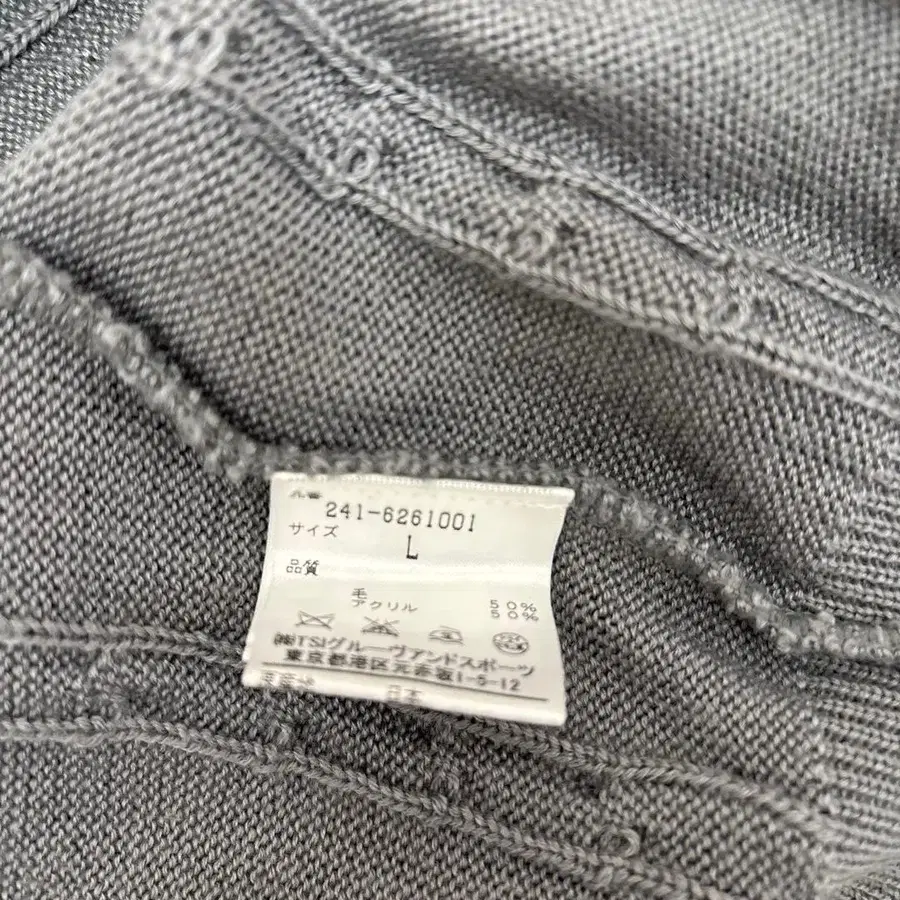 241-6261001
サイズ
L
品質
毛 50%
アクリル 50%
㈱TSIグルーヴアンドスポーツ
東京都港区元赤坂1-5-12
日本